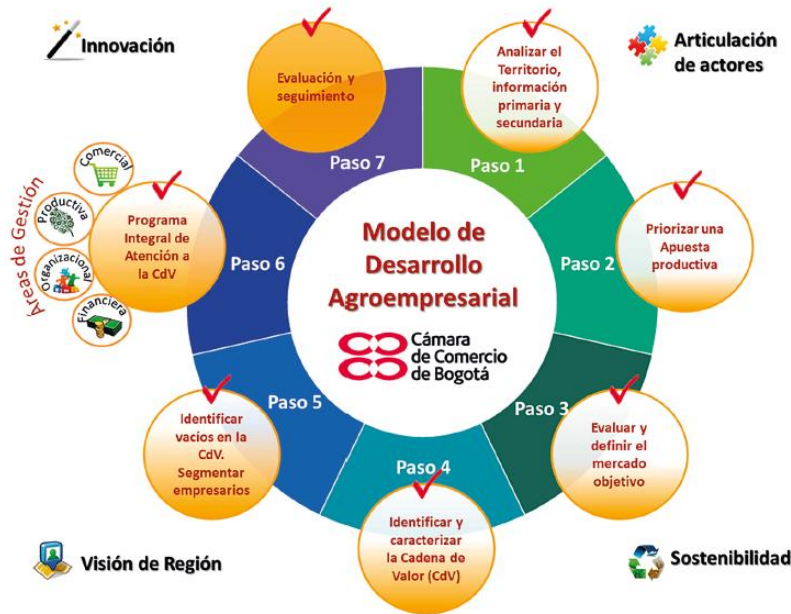 Innovación
Articulación
de actores
Evaluación y
seguimiento
Analizar el
Territorio,
información
primaria y
secundaria
Paso 7
Paso 1
Áreas de Gestión
Comercial
Productiva
Organizacional
Financiera
Programa
Integral de
Atención a
la CdV
Paso 6
Modelo de
Desarrollo
Agroempresarial
Cámara
de Comercio
de Bogotá
Paso 2
Priorizar una
Apuesta
productiva
Identificar
vacíos en la
CdV.
Segmentar
empresarios
Paso 5
Paso 4
Paso 3
Evaluar y
definir el
mercado
objetivo
Identificar y
caracterizar
la Cadena de
Valor (CdV)
Visión de Región
Sostenibilidad